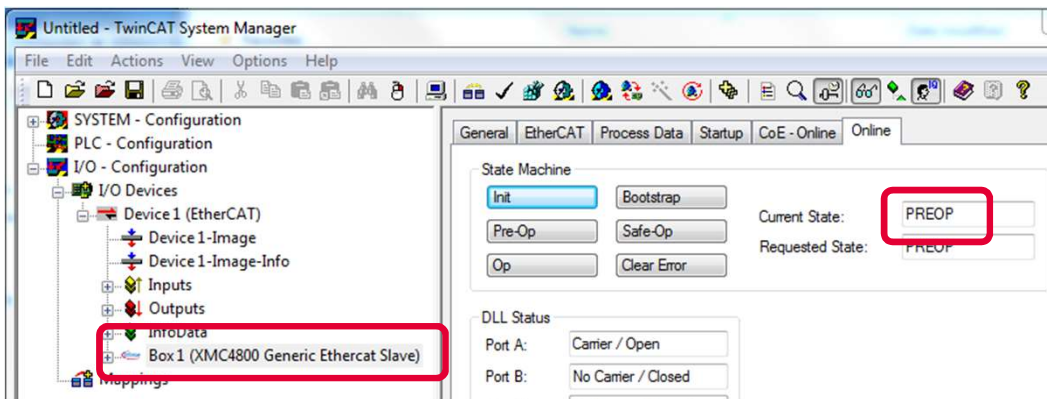 Untitled - TwinCAT System Manager
File Edit Actions View Options Help
SYSTEM - Configuration
PLC - Configuration
I/O - Configuration
I/O Devices
Device 1 (EtherCAT)
Device 1-Image
Device 1-Image-Info
Inputs
Outputs
InfoData
Box 1 (XMC4800 Generic Ethercat Slave)
Mappings
General EtherCAT Process Data Startup CoE - Online Online
State Machine
Init Bootstrap
Pre-Op Safe-Op
Op Clear Error
Current State: PREOP
Requested State: PREOP
DLL Status
Port A: Carrier / Open
Port B: No Carrier / Closed